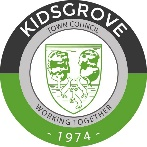 KIDSGROVE
TOWN COUNCIL
WORKING TOGETHER
- 1974 -